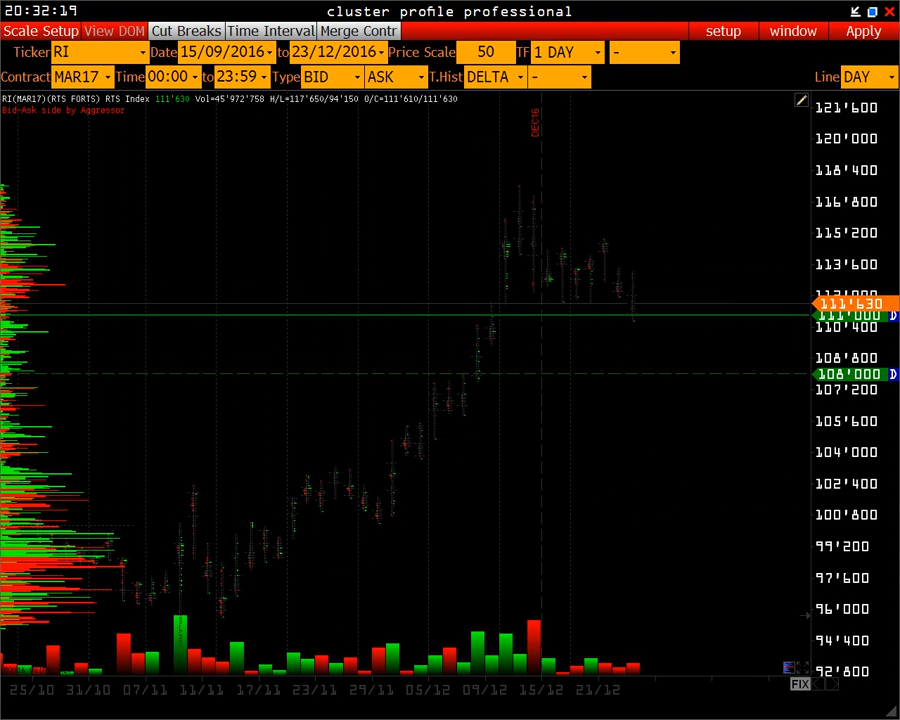 20:32:19 cluster profile professional
Scale Setup View DOM Cut Breaks Time Interval Merge Contr setup window Apply
Ticker RI Date 15/09/2016 to 23/12/2016 Price Scale 50 TF 1 DAY -
Contract MAR17 Time 00:00 to 23:59 Type BID ASK T.Hist DELTA - Line DAY
RI(MAR17)(RTS FORTS) RTS Index 111'630 Vol=45'972'758 H/L=117'650/94'150 O/C=111'610/111'630
Bid-Ask side by Aggressor
DEC16
121'600
120'000
118'400
116'800
115'200
113'600
111'630
111'000 D
110'400
108'800
108'000 D
107'200
105'600
104'000
102'400
100'800
99'200
97'600
96'000
94'400
92'800
25/10 31/10 07/11 11/11 17/11 23/11 29/11 05/12 09/12 15/12 21/12 FIX